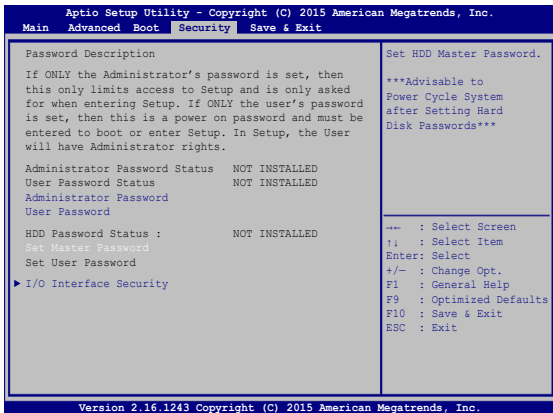 Aptio Setup Utility - Copyright (C) 2015 American Megatrends, Inc.
Main Advanced Boot Security Save & Exit
Password Description
If ONLY the Administrator's password is set, then
this only limits access to Setup and is only asked
for when entering Setup. If ONLY the user's password
is set, then this is a power on password and must be
entered to boot or enter Setup. In Setup, the User
will have Administrator rights.
Administrator Password Status NOT INSTALLED
User Password Status NOT INSTALLED
Administrator Password
User Password
HDD Password Status : NOT INSTALLED
Set Master Password
Set User Password
▶ I/O Interface Security
Set HDD Master Password.
***Advisable to
Power Cycle System
after Setting Hard
Disk Passwords***
→← : Select Screen
↑↓ : Select Item
Enter: Select
+/— : Change Opt.
F1 : General Help
F9 : Optimized Defaults
F10 : Save & Exit
ESC : Exit
Version 2.16.1243 Copyright (C) 2015 American Megatrends, Inc.